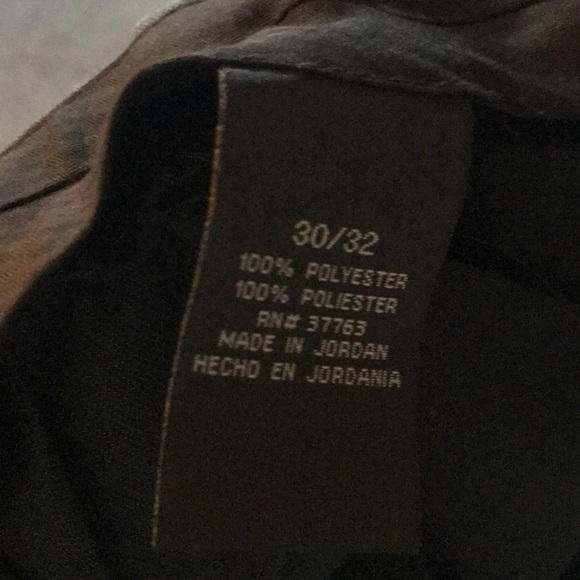 30/32
100% POLYESTER
100% POLIESTER
RN# 37763
MADE IN JORDAN
HECHO EN JORDANIA